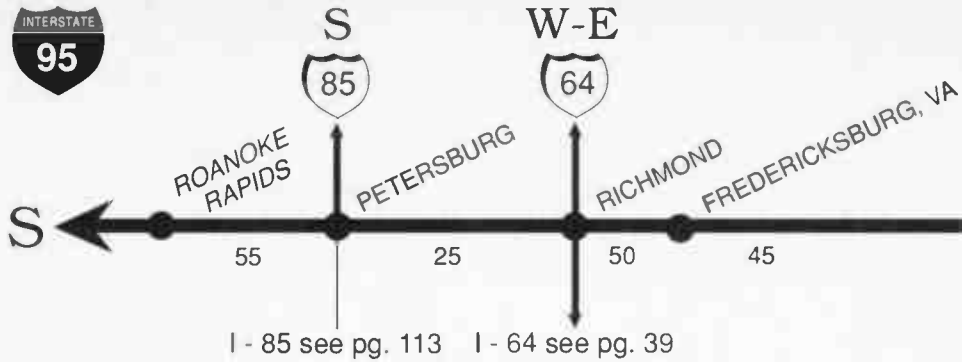 INTERSTATE
95
S
85
W-E
64
ROANOKE
RAPIDS
PETERSBURG
RICHMOND
FREDERICKSBURG, VA
S
55
25
50
45
I - 85 see pg. 113
I - 64 see pg. 39